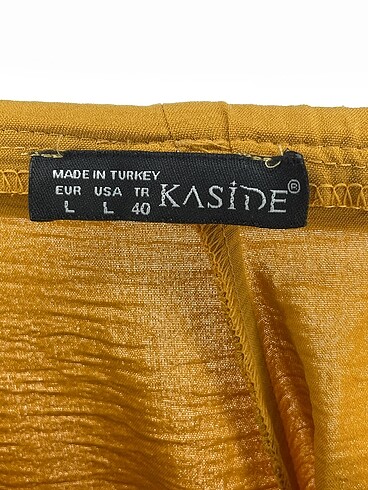 MADE IN TURKEY
EUR USA TR
L L 40
KASİDE®